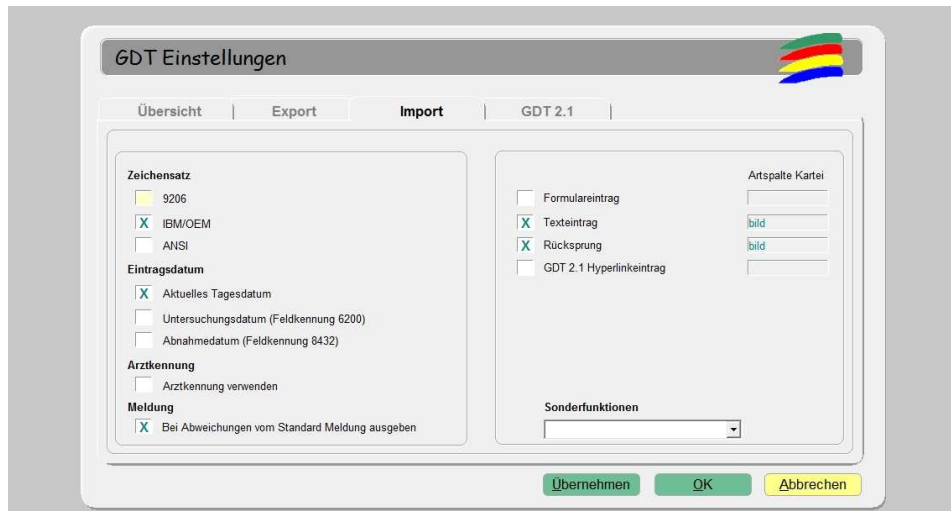 GDT Einstellungen
Übersicht | Export Import | GDT 2.1 |
Zeichensatz
9206
X IBM/OEM
ANSI
Eintragsdatum
X Aktuelles Tagesdatum
Untersuchungsdatum (Feldkennung 6200)
Abnahmedatum (Feldkennung 8432)
Arztkennung
Arztkennung verwenden
Meldung
X Bei Abweichungen vom Standard Meldung ausgeben
Artspalte Kartei
Formulareintrag
X Texteintrag bild
X Rücksprung bild
GDT 2.1 Hyperlinkeintrag
Sonderfunktionen
Übernehmen OK Abbrechen